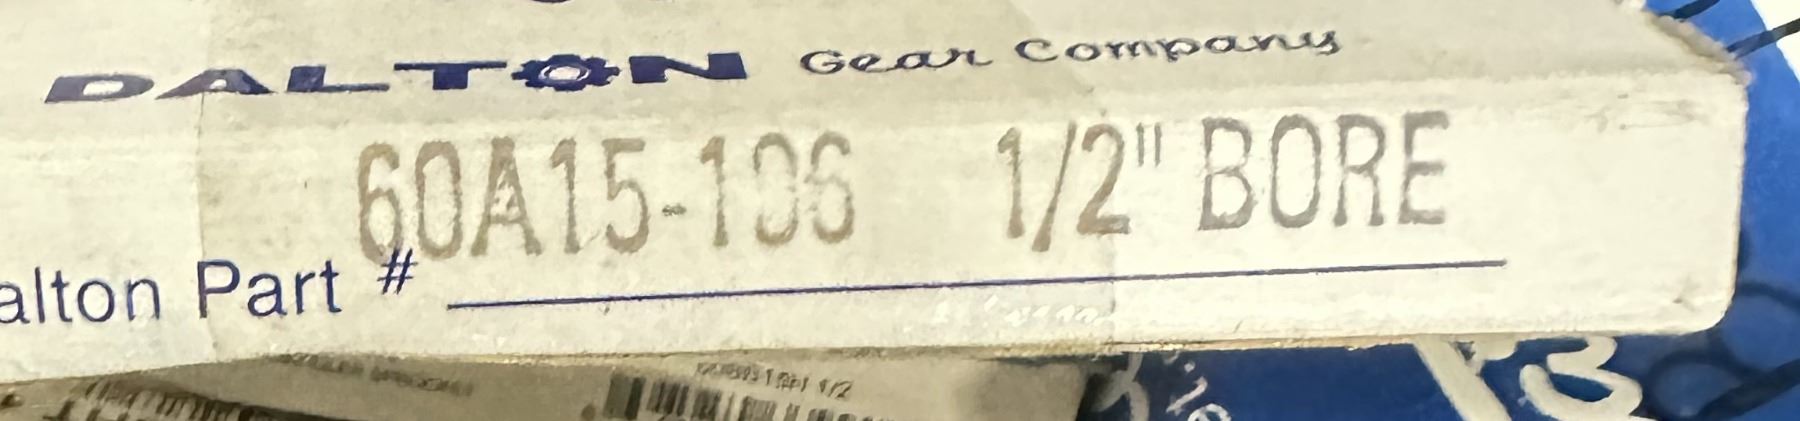 DALTON Gear Company
60A15-106 1/2" BORE
alton Part #